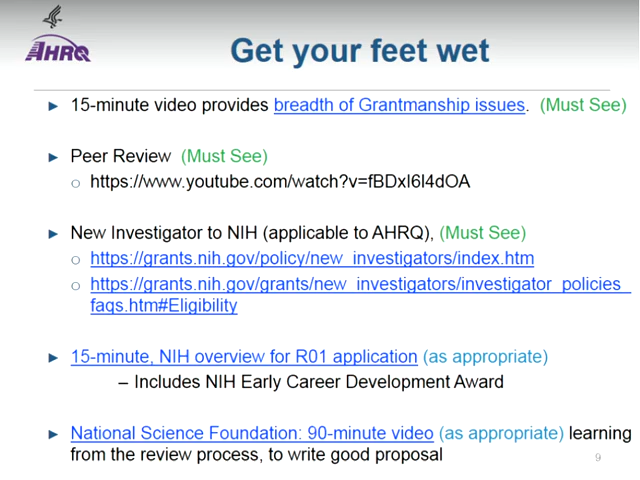 AHRQ
Get your feet wet
► 15-minute video provides breadth of Grantmanship issues. (Must See)
► Peer Review (Must See)
○ https://www.youtube.com/watch?v=fBDxI6l4dOA
► New Investigator to NIH (applicable to AHRQ), (Must See)
○ https://grants.nih.gov/policy/new_investigators/index.htm
○ https://grants.nih.gov/grants/new_investigators/investigator_policies_
faqs.htm#Eligibility
► 15-minute, NIH overview for R01 application (as appropriate)
– Includes NIH Early Career Development Award
► National Science Foundation: 90-minute video (as appropriate) learning
from the review process, to write good proposal
9